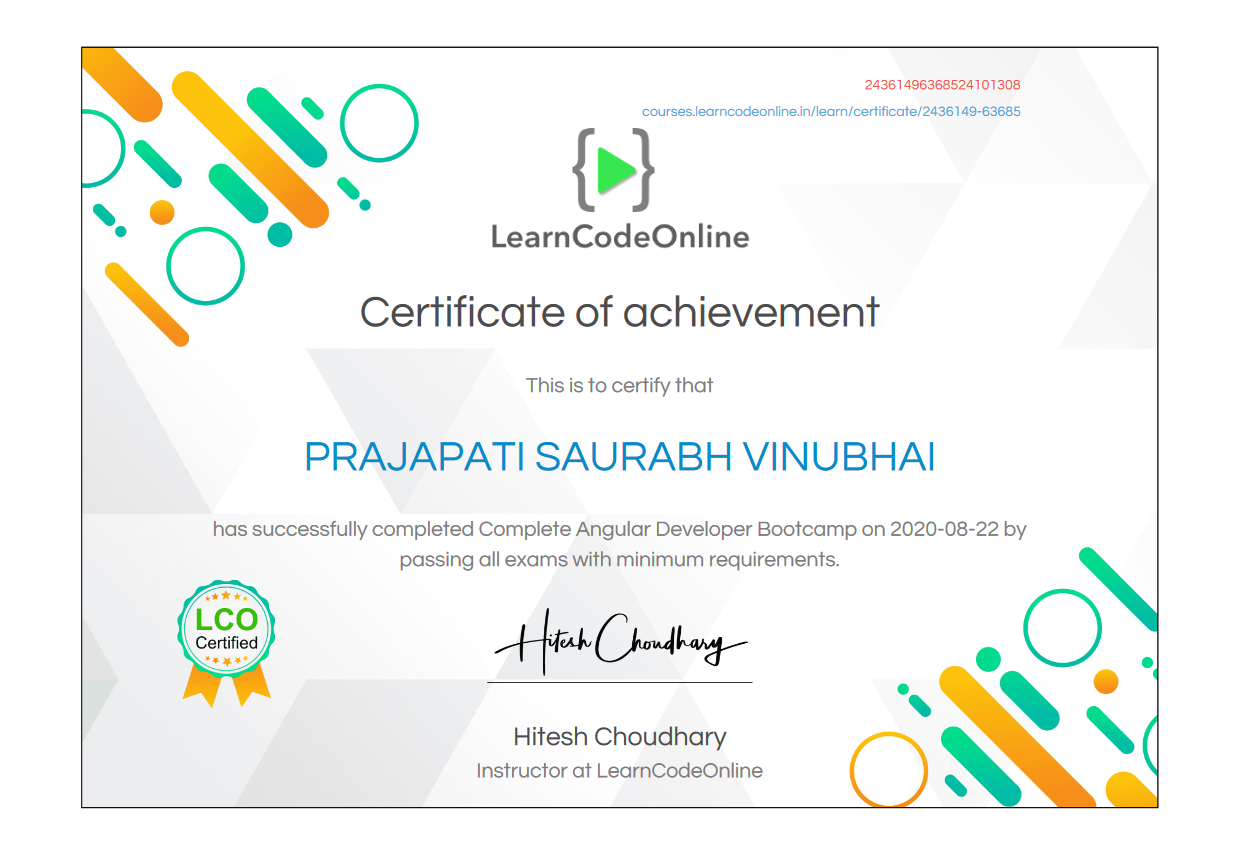 24361496368524101308
courses.learncodeonline.in/learn/certificate/2436149-63685
LearnCodeOnline
Certificate of achievement
This is to certify that
PRAJAPATI SAURABH VINUBHAI
has successfully completed Complete Angular Developer Bootcamp on 2020-08-22 by
passing all exams with minimum requirements.
LCO
Certified
Hitesh Choudhary
Hitesh Choudhary
Instructor at LearnCodeOnline